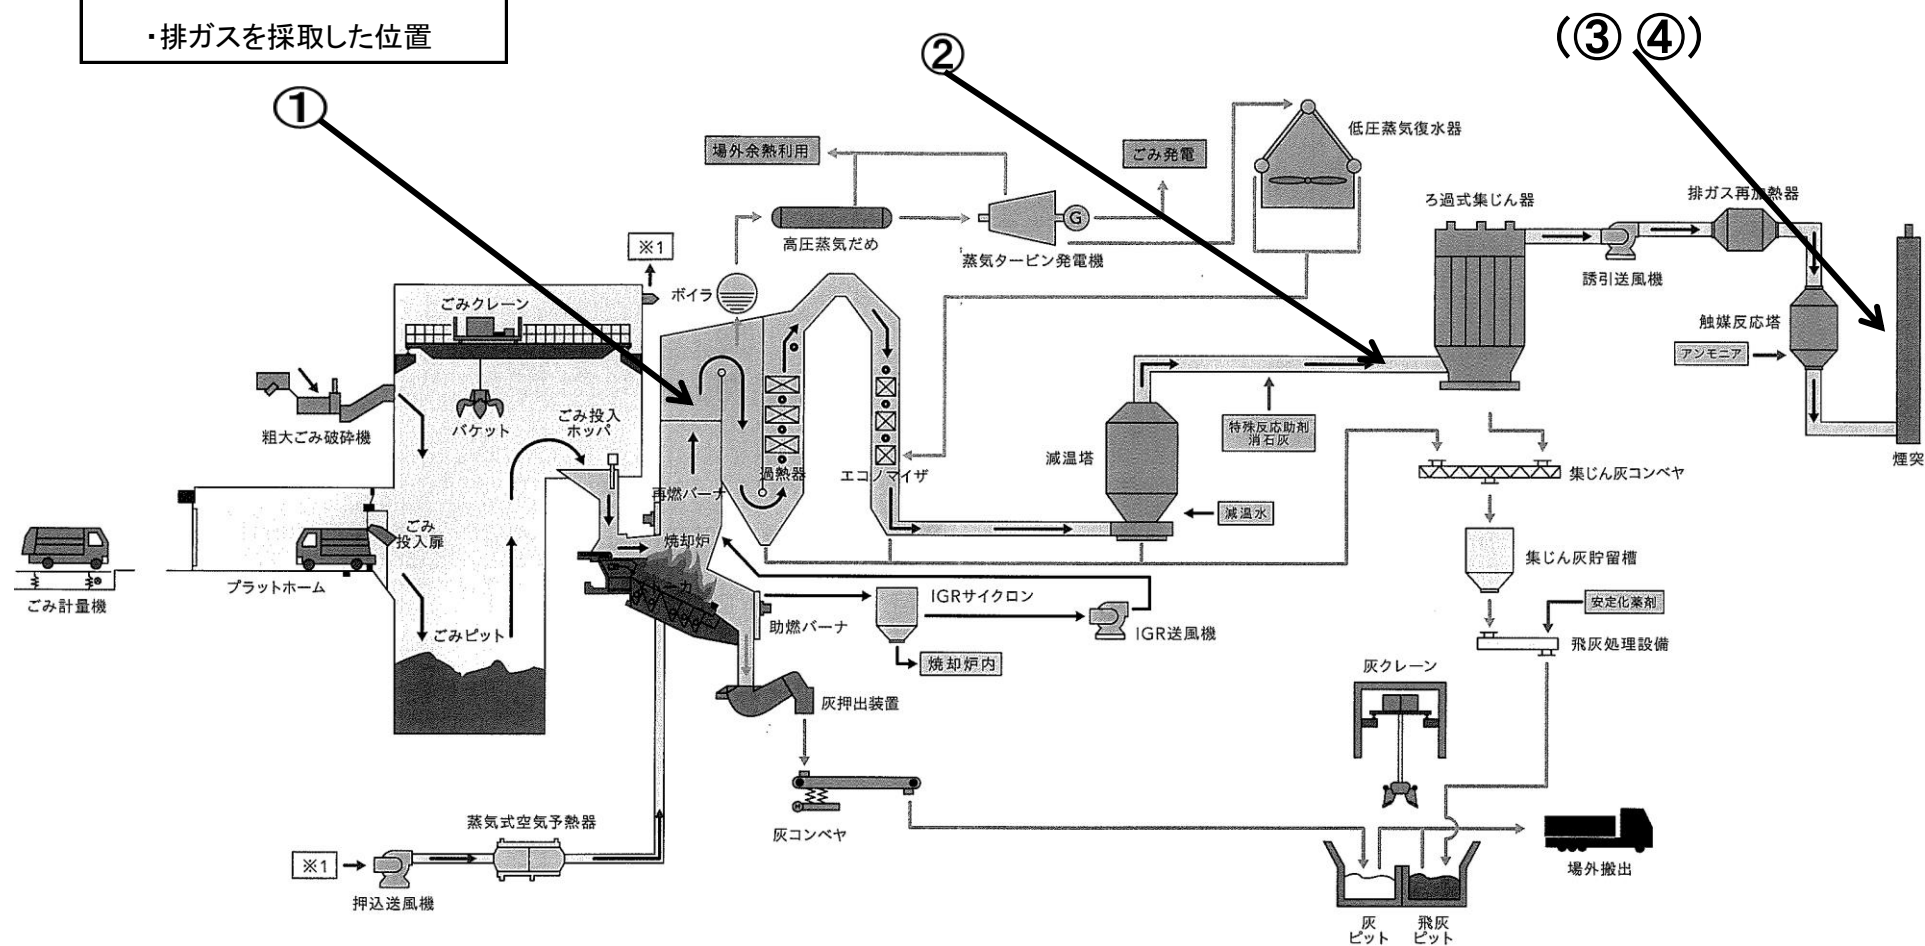 ・排ガスを採取した位置
①
②
(③ ④)
場外余熱利用
ごみ発電
低圧蒸気復水器
ろ過式集じん器
排ガス再加熱器
高圧蒸気だめ
G
蒸気タービン発電機
誘引送風機
※1
ボイラ
ごみクレーン
触媒反応塔
アンモニア
粗大ごみ破砕機
バケット
ごみ投入
ホッパ
特殊反応助剤
消石灰
減温塔
過熱器
エコノマイザ
再燃バーナ
煙突
集じん灰コンベヤ
減温水
ごみ
投入扉
焼却炉
ストーカ
集じん灰貯留槽
プラットホーム
ごみ計量機
ごみピット
助燃バーナ
IGRサイクロン
IGR送風機
安定化薬剤
飛灰処理設備
焼却炉内
灰クレーン
灰押出装置
蒸気式空気予熱器
灰コンベヤ
※1
押込送風機
場外搬出
灰
ピット
飛灰
ピット